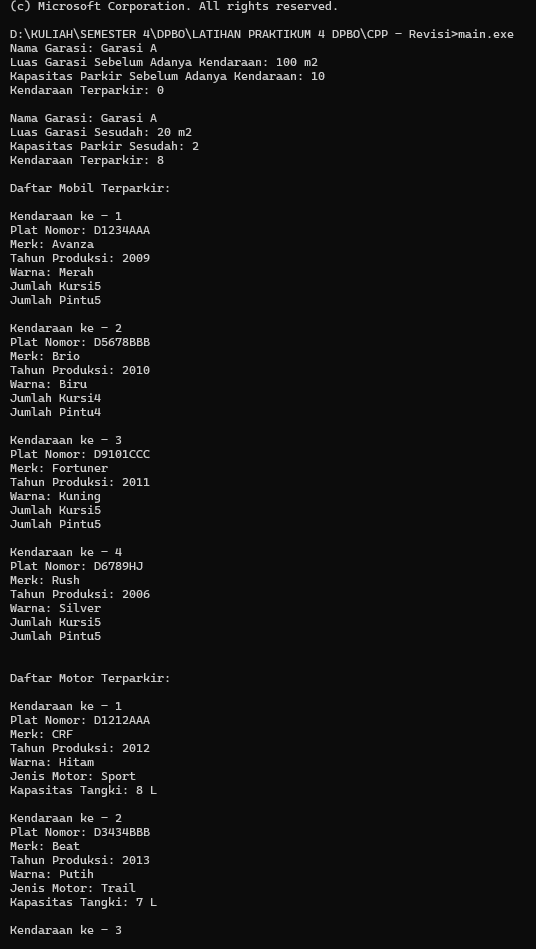 (c) Microsoft Corporation. All rights reserved.
D:\KULIAH\SEMESTER 4\DPBO\LATIHAN PRAKTIKUM 4 DPBO\CPP - Revisi>main.exe
Nama Garasi: Garasi A
Luas Garasi Sebelum Adanya Kendaraan: 100 m2
Kapasitas Parkir Sebelum Adanya Kendaraan: 10
Kendaraan Terparkir: 0
Nama Garasi: Garasi A
Luas Garasi Sesudah: 20 m2
Kapasitas Parkir Sesudah: 2
Kendaraan Terparkir: 8
Daftar Mobil Terparkir:
Kendaraan ke - 1
Plat Nomor: D1234AAA
Merk: Avanza
Tahun Produksi: 2009
Warna: Merah
Jumlah Kursi5
Jumlah Pintu5
Kendaraan ke - 2
Plat Nomor: D5678BBB
Merk: Brio
Tahun Produksi: 2010
Warna: Biru
Jumlah Kursi4
Jumlah Pintu4
Kendaraan ke - 3
Plat Nomor: D9101CCC
Merk: Fortuner
Tahun Produksi: 2011
Warna: Kuning
Jumlah Kursi5
Jumlah Pintu5
Kendaraan ke - 4
Plat Nomor: D6789HJ
Merk: Rush
Tahun Produksi: 2006
Warna: Silver
Jumlah Kursi5
Jumlah Pintu5
Daftar Motor Terparkir:
Kendaraan ke - 1
Plat Nomor: D1212AAA
Merk: CRF
Tahun Produksi: 2012
Warna: Hitam
Jenis Motor: Sport
Kapasitas Tangki: 8 L
Kendaraan ke - 2
Plat Nomor: D3434BBB
Merk: Beat
Tahun Produksi: 2013
Warna: Putih
Jenis Motor: Trail
Kapasitas Tangki: 7 L
Kendaraan ke - 3